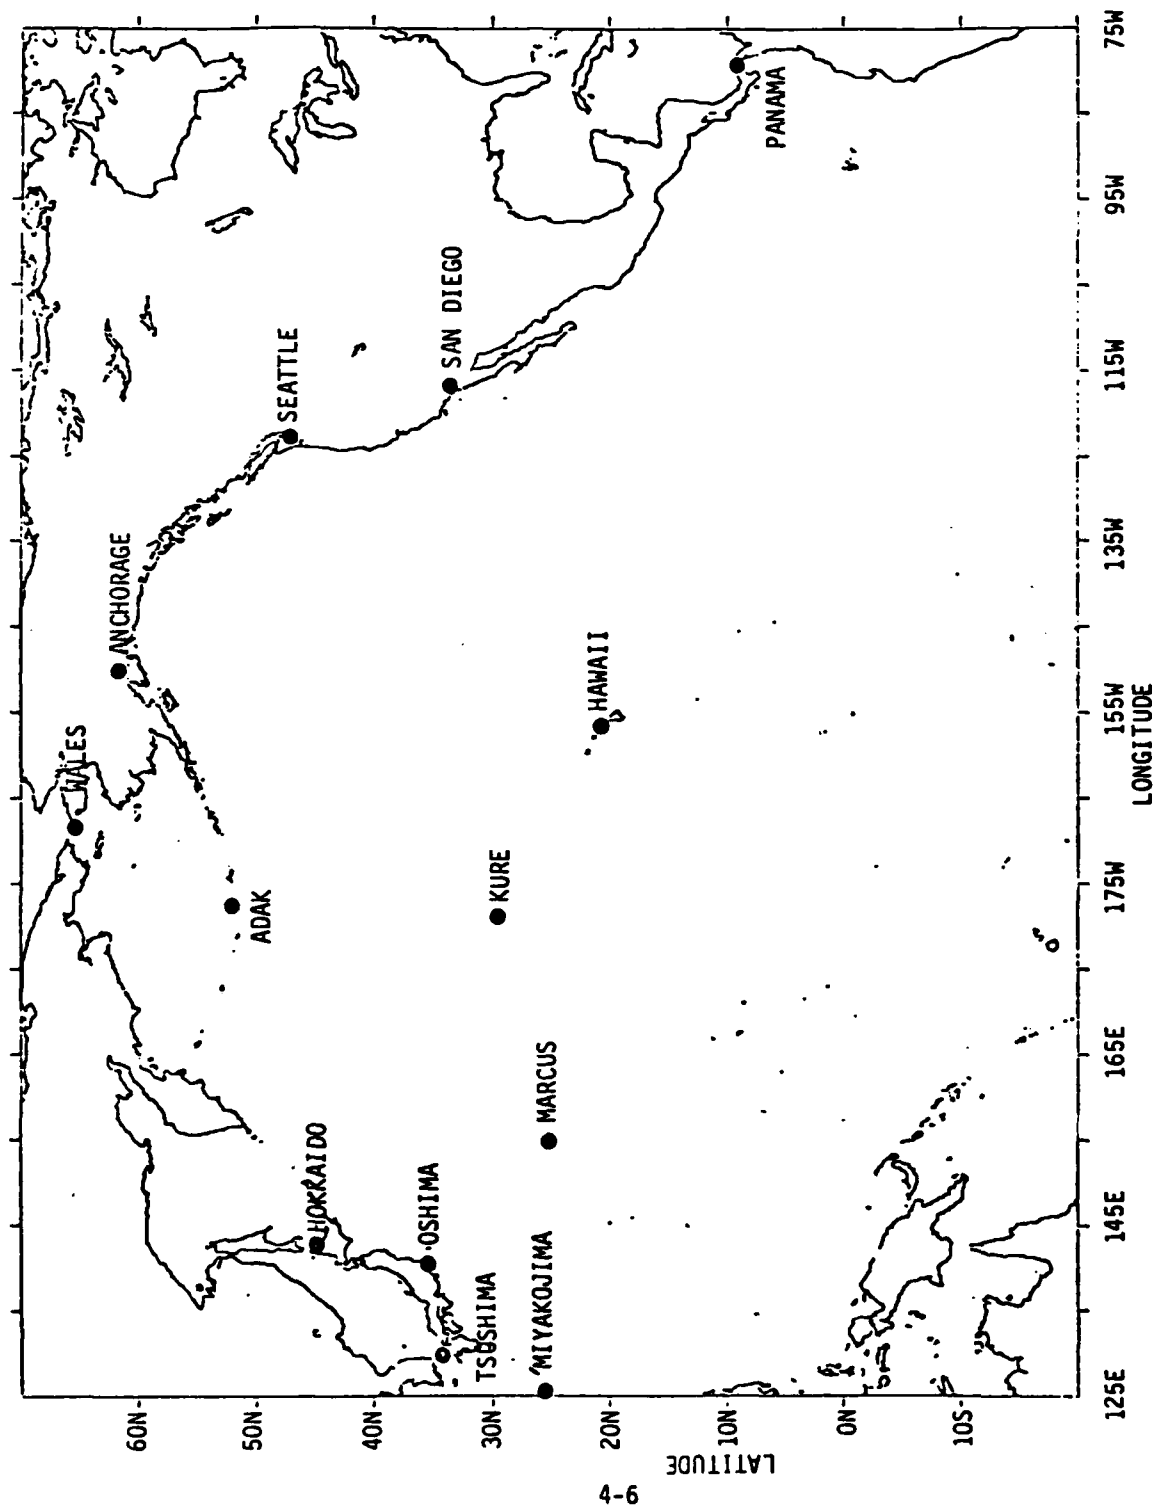 60N
50N
40N
30N
20N
10N
0N
10S
LATITUDE
125E
145E
165E
175W
155W
135W
115W
95W
75W
LONGITUDE
WALES
ANCHORAGE
ADAK
SEATTLE
SAN DIEGO
HOKKAIDO
OSHIMA
TSUSHIMA
MIYAKOJIMA
MARCUS
KURE
HAWAII
PANAMA
4-6